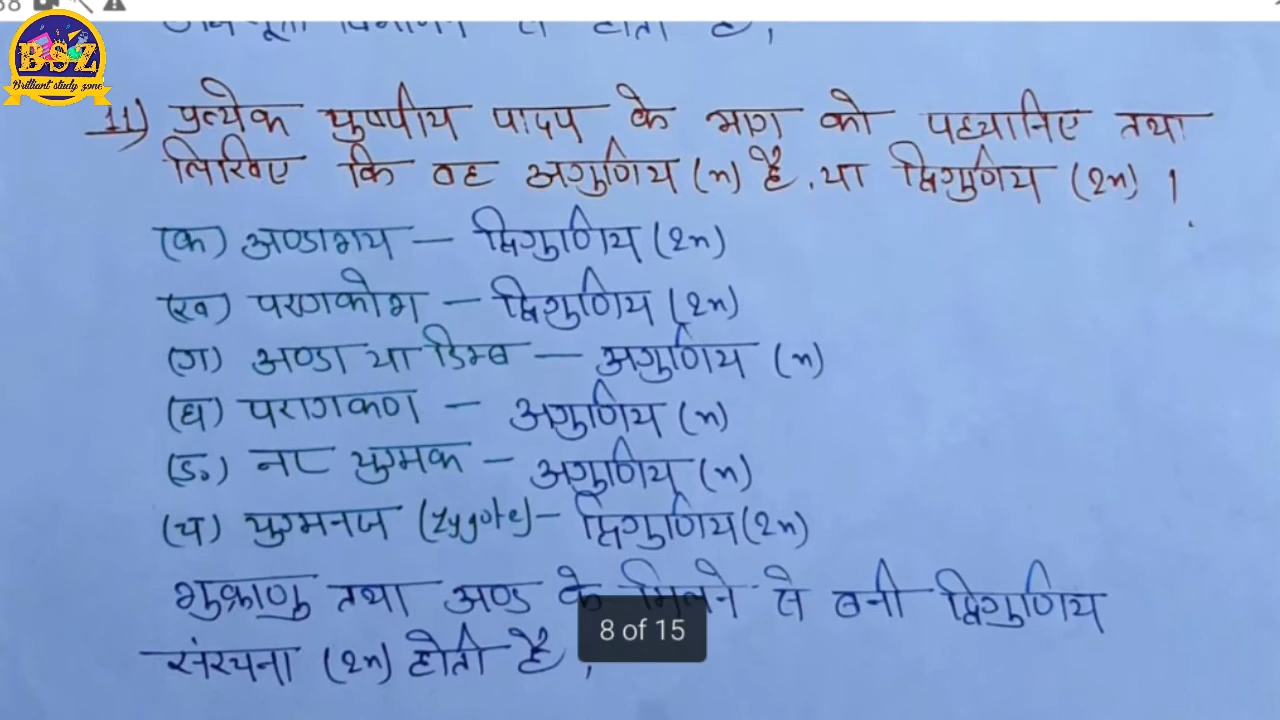 BSZ
Brilliant study zone
11) प्रत्येक पुष्पीय पादप के भाग को पहचानिए तथा
लिखिए कि वह अगुणिय (n) है. या द्विगुणिय (2n) ।
(क) अण्डाशय — द्विगुणिय (2n)
(ख) परागकोश — द्विगुणिय (2n)
(ग) अण्डा या डिम्ब — अगुणिय (n)
(घ) परागकण — अगुणिय (n)
(ङ) नर युग्मक — अगुणिय (n)
(च) युग्मनज (Zygote) — द्विगुणिय (2n)
शुक्राणु तथा अण्ड के मिलने से बनी द्विगुणिय
8 of 15
संरचना (2n) होती है ,